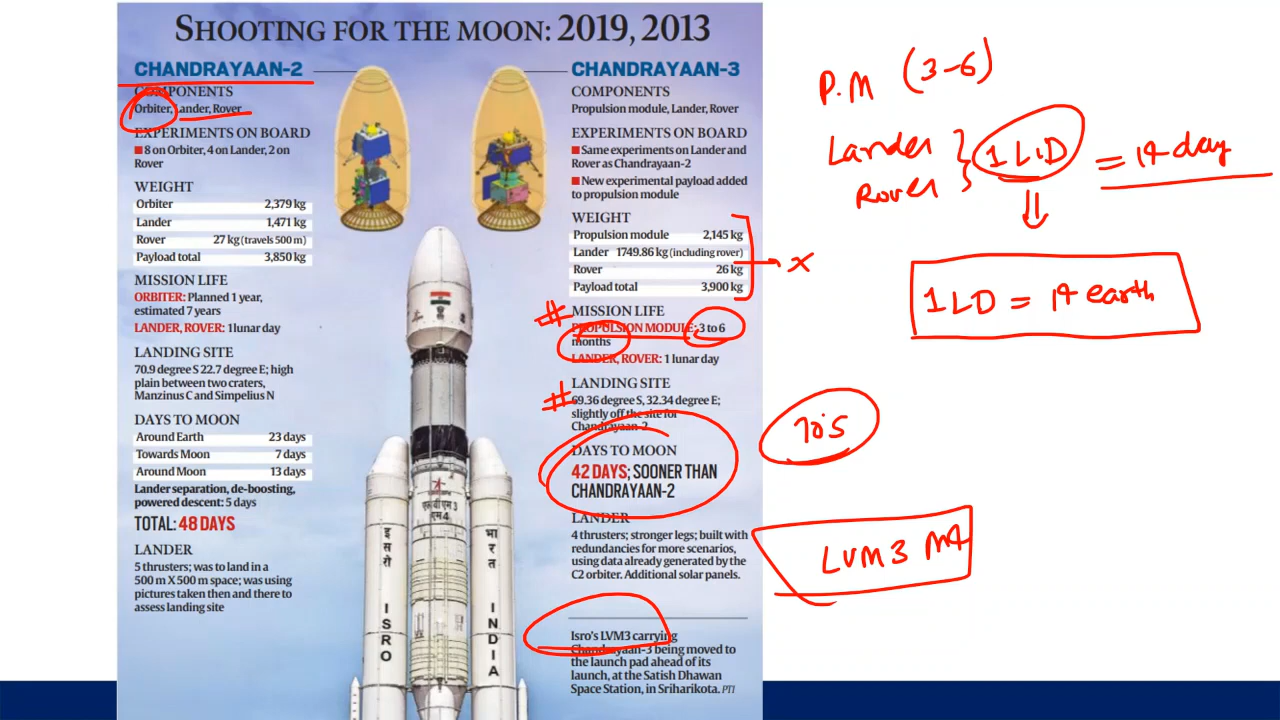 SHOOTING FOR THE MOON: 2019, 2013
CHANDRAYAAN-2
COMPONENTS
Orbiter, Lander, Rover
EXPERIMENTS ON BOARD
8 on Orbiter, 4 on Lander, 2 on
Rover
WEIGHT
Orbiter 2,379 kg
Lander 1,471 kg
Rover 27 kg (travels 500 m)
Payload total 3,850 kg
MISSION LIFE
ORBITER: Planned 1 year,
estimated 7 years
LANDER, ROVER: 1 lunar day
LANDING SITE
70.9 degree S 22.7 degree E; high
plain between two craters,
Manzinus C and Simpelius N
DAYS TO MOON
Around Earth 23 days
Towards Moon 7 days
Around Moon 13 days
Lander separation, de-boosting,
powered descent: 5 days
TOTAL: 48 DAYS
LANDER
5 thrusters; was to land in a
500 m X 500 m space; was using
pictures taken then and there to
assess landing site
एलवीएम 3
एम 4
इसरो
ISRO
भारत
INDIA
CHANDRAYAAN-3
COMPONENTS
Propulsion module, Lander, Rover
EXPERIMENTS ON BOARD
Same experiments on Lander and
Rover as Chandrayaan-2
New experimental payload added
to propulsion module
WEIGHT
Propulsion module 2,145 kg
Lander 1749.86 kg (including rover)
Rover 26 kg
Payload total 3,900 kg
# MISSION LIFE
PROPULSION MODULE: 3 to 6
months
LANDER, ROVER: 1 lunar day
# LANDING SITE
69.36 degree S, 32.34 degree E;
slightly off the site for
Chandrayaan-2
DAYS TO MOON
42 DAYS; SOONER THAN
CHANDRAYAAN-2
LANDER
4 thrusters; stronger legs; built with
redundancies for more scenarios,
using data already generated by the
C2 orbiter. Additional solar panels.
Isro's LVM3 carrying
Chandrayaan-3 being moved to
the launch pad ahead of its
launch, at the Satish Dhawan
Space Station, in Sriharikota. PTI
P.M (3-6)
Lander
Rover } 1 L.D = 14 day
x
1 LD = 14 earth
70°S
LVM3 M4